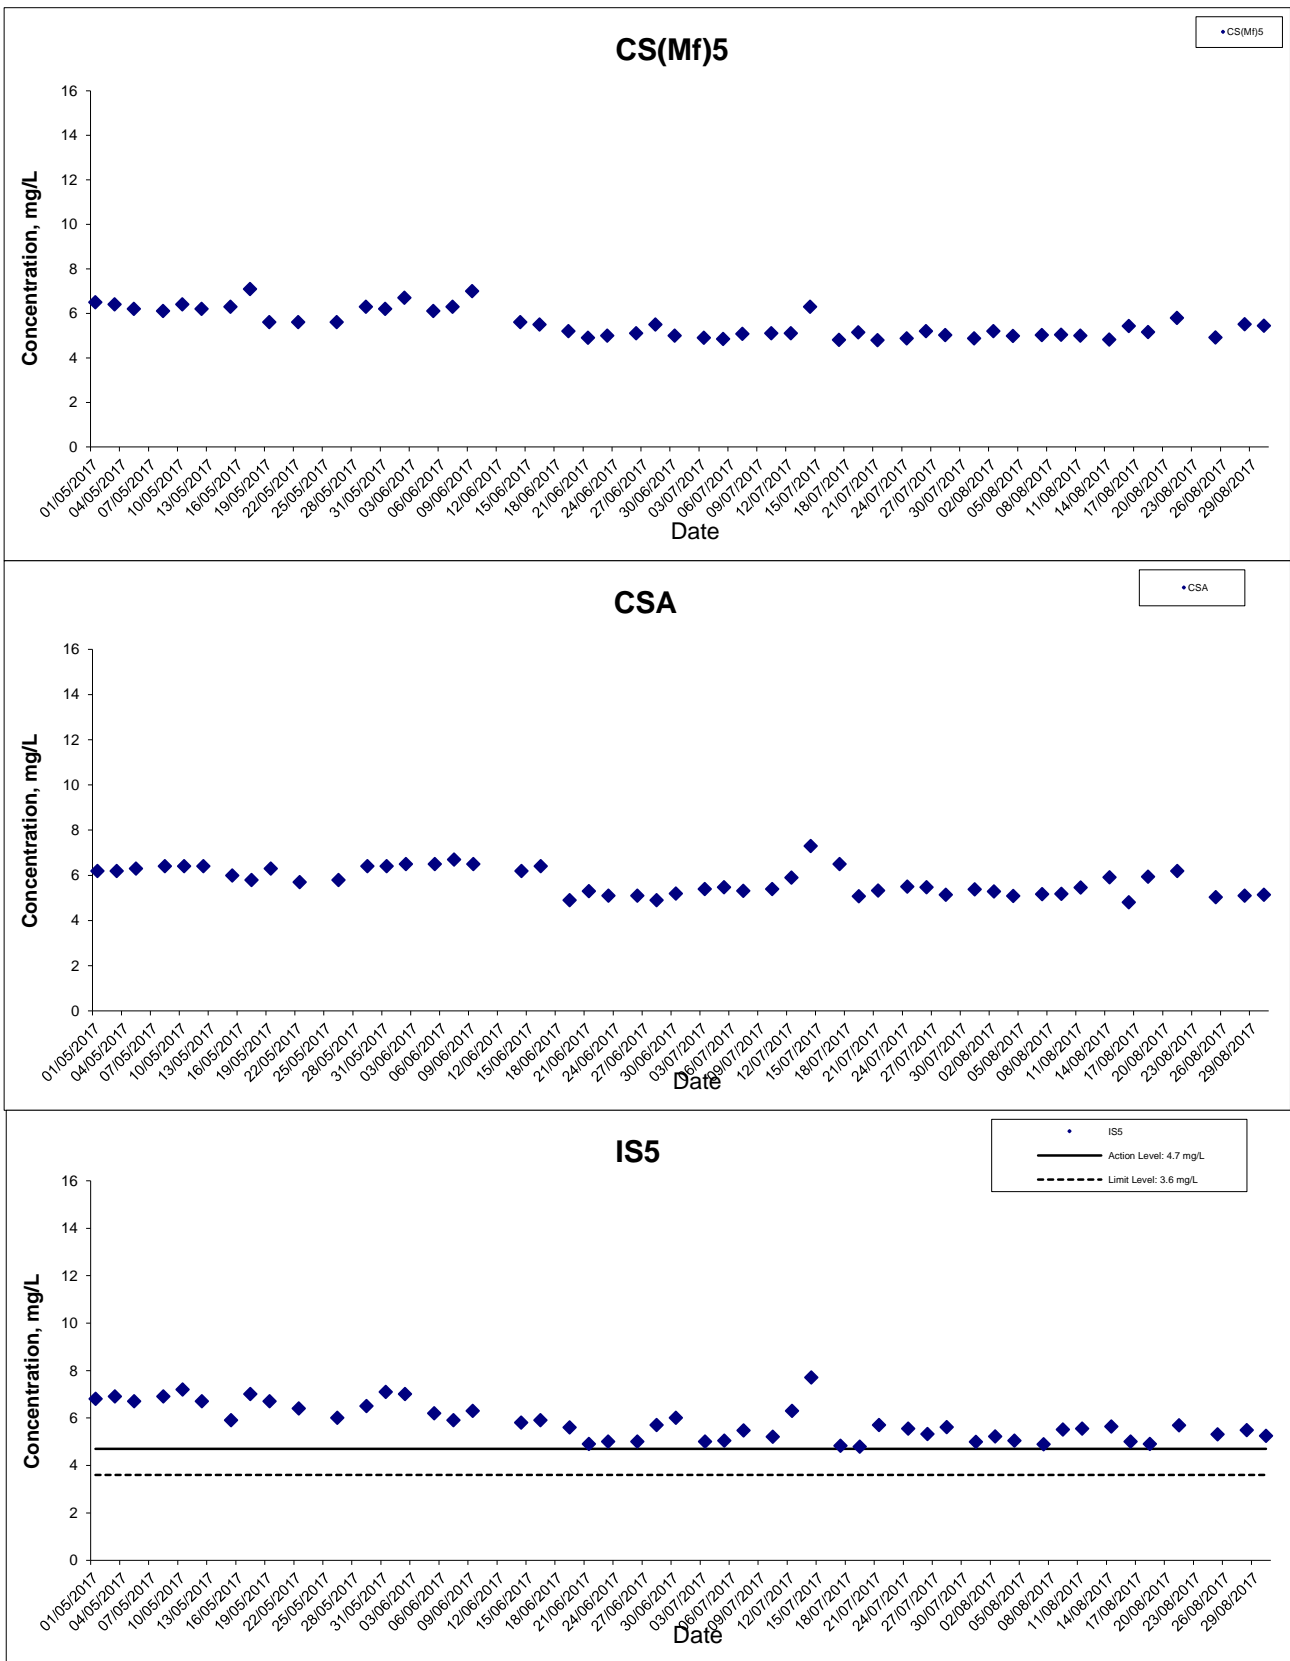 CS(Mf)5
CS(Mf)5
Concentration, mg/L
16
14
12
10
8
6
4
2
0
01/05/2017 04/05/2017 07/05/2017 10/05/2017 13/05/2017 16/05/2017 19/05/2017 22/05/2017 25/05/2017 28/05/2017 31/05/2017 03/06/2017 06/06/2017 09/06/2017 12/06/2017 15/06/2017 18/06/2017 21/06/2017 24/06/2017 27/06/2017 30/06/2017 03/07/2017 06/07/2017 09/07/2017 12/07/2017 15/07/2017 18/07/2017 21/07/2017 24/07/2017 27/07/2017 30/07/2017 02/08/2017 05/08/2017 08/08/2017 11/08/2017 14/08/2017 17/08/2017 20/08/2017 23/08/2017 26/08/2017 29/08/2017
Date
CSA
CSA
Concentration, mg/L
16
14
12
10
8
6
4
2
0
01/05/2017 04/05/2017 07/05/2017 10/05/2017 13/05/2017 16/05/2017 19/05/2017 22/05/2017 25/05/2017 28/05/2017 31/05/2017 03/06/2017 06/06/2017 09/06/2017 12/06/2017 15/06/2017 18/06/2017 21/06/2017 24/06/2017 27/06/2017 30/06/2017 03/07/2017 06/07/2017 09/07/2017 12/07/2017 15/07/2017 18/07/2017 21/07/2017 24/07/2017 27/07/2017 30/07/2017 02/08/2017 05/08/2017 08/08/2017 11/08/2017 14/08/2017 17/08/2017 20/08/2017 23/08/2017 26/08/2017 29/08/2017
Date
IS5
IS5
Action Level: 4.7 mg/L
Limit Level: 3.6 mg/L
Concentration, mg/L
16
14
12
10
8
6
4
2
0
01/05/2017 04/05/2017 07/05/2017 10/05/2017 13/05/2017 16/05/2017 19/05/2017 22/05/2017 25/05/2017 28/05/2017 31/05/2017 03/06/2017 06/06/2017 09/06/2017 12/06/2017 15/06/2017 18/06/2017 21/06/2017 24/06/2017 27/06/2017 30/06/2017 03/07/2017 06/07/2017 09/07/2017 12/07/2017 15/07/2017 18/07/2017 21/07/2017 24/07/2017 27/07/2017 30/07/2017 02/08/2017 05/08/2017 08/08/2017 11/08/2017 14/08/2017 17/08/2017 20/08/2017 23/08/2017 26/08/2017 29/08/2017
Date